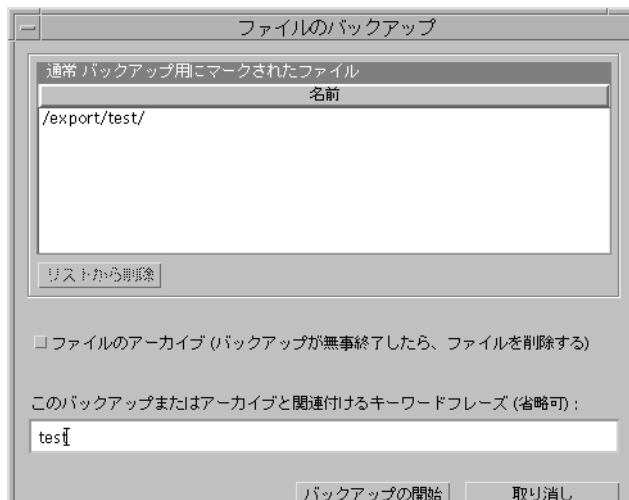 ファイルのバックアップ
通常 バックアップ用にマークされたファイル
名前
/export/test/
リストから削除
ファイルのアーカイブ (バックアップが無事終了したら、ファイルを削除する)
このバックアップまたはアーカイブと関連付けるキーワードフレーズ (省略可) :
test
バックアップの開始 取り消し